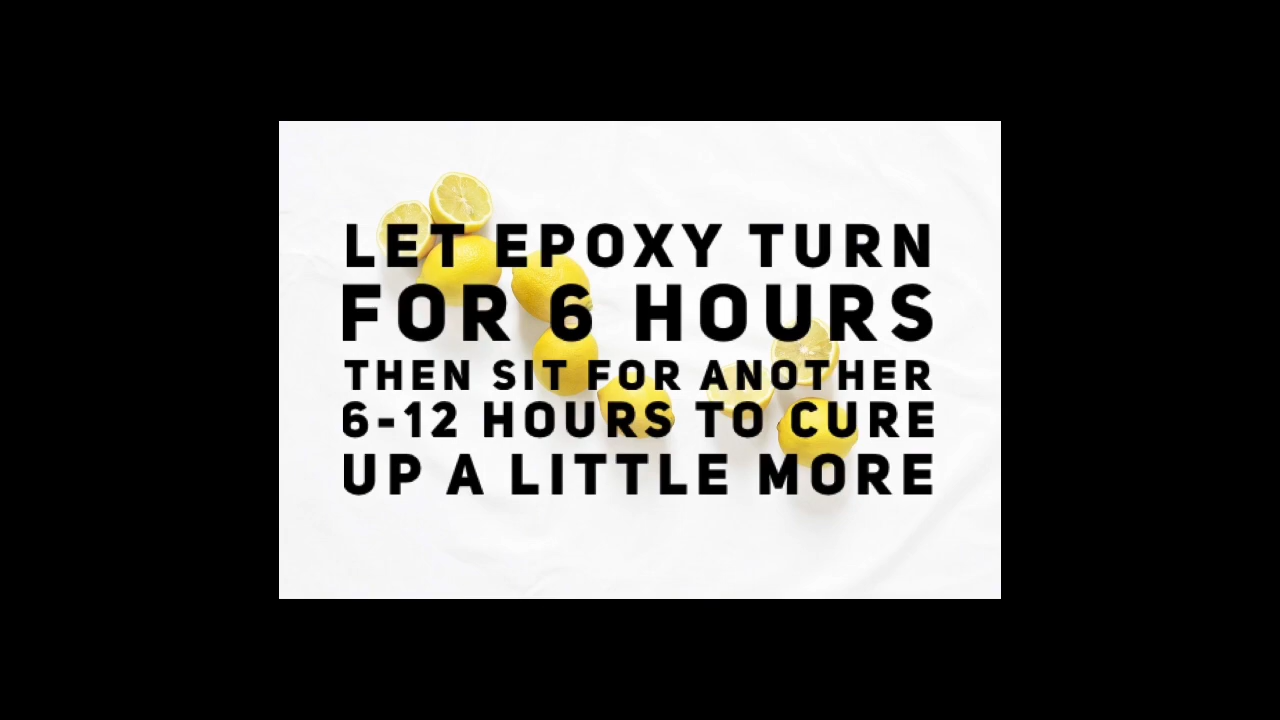 LET EPOXY TURN
FOR 6 HOURS
THEN SIT FOR ANOTHER
6-12 HOURS TO CURE
UP A LITTLE MORE